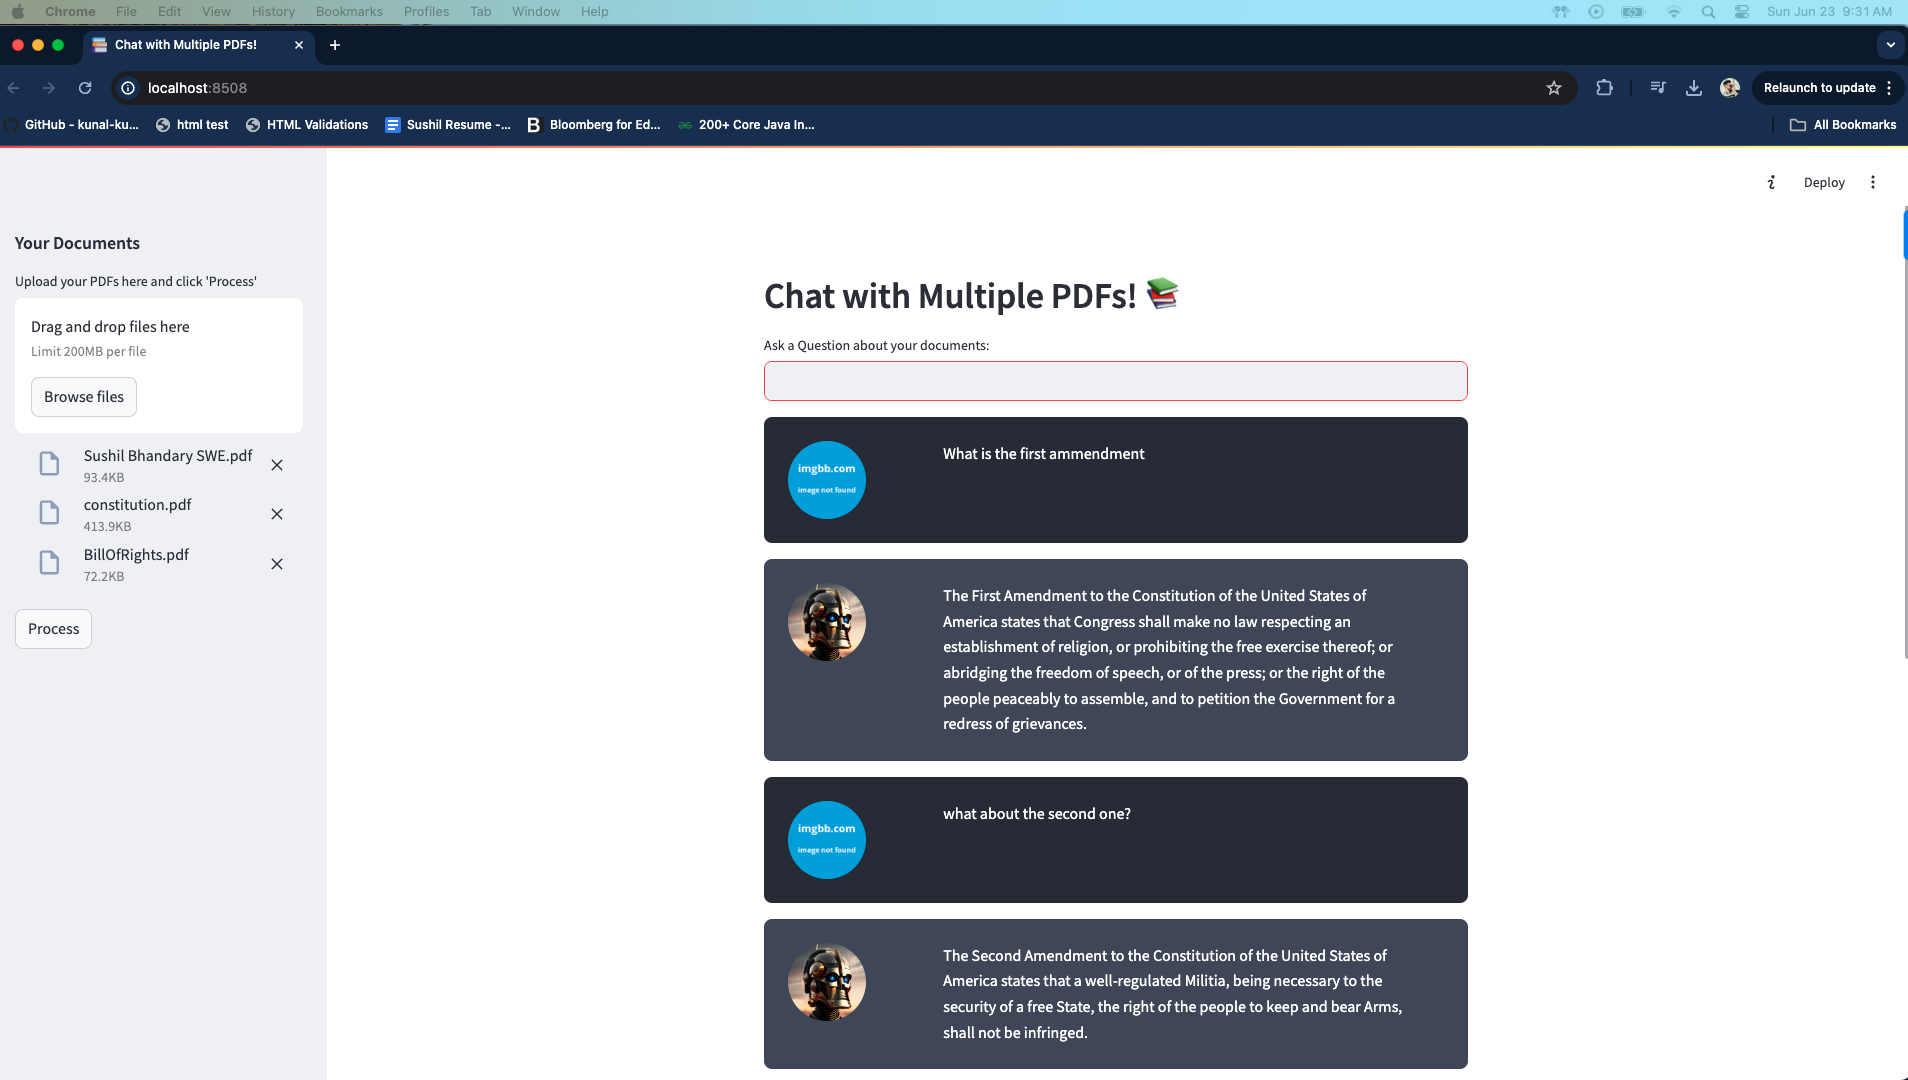 Chrome File Edit View History Bookmarks Profiles Tab Window Help Sun Jun 23 9:31 AM
Chat with Multiple PDFs!
localhost:8508 Relaunch to update
GitHub - kunal-ku... html test HTML Validations Sushil Resume -... Bloomberg for Ed... 200+ Core Java In... All Bookmarks
Deploy
Your Documents
Upload your PDFs here and click 'Process'
Drag and drop files here
Limit 200MB per file
Browse files
Sushil Bhandary SWE.pdf
93.4KB
constitution.pdf
413.9KB
BillOfRights.pdf
72.2KB
Process
Chat with Multiple PDFs!
Ask a Question about your documents:
imgbb.com
image not found
What is the first ammendment
The First Amendment to the Constitution of the United States of
America states that Congress shall make no law respecting an
establishment of religion, or prohibiting the free exercise thereof; or
abridging the freedom of speech, or of the press; or the right of the
people peaceably to assemble, and to petition the Government for a
redress of grievances.
imgbb.com
image not found
what about the second one?
The Second Amendment to the Constitution of the United States of
America states that a well-regulated Militia, being necessary to the
security of a free State, the right of the people to keep and bear Arms,
shall not be infringed.